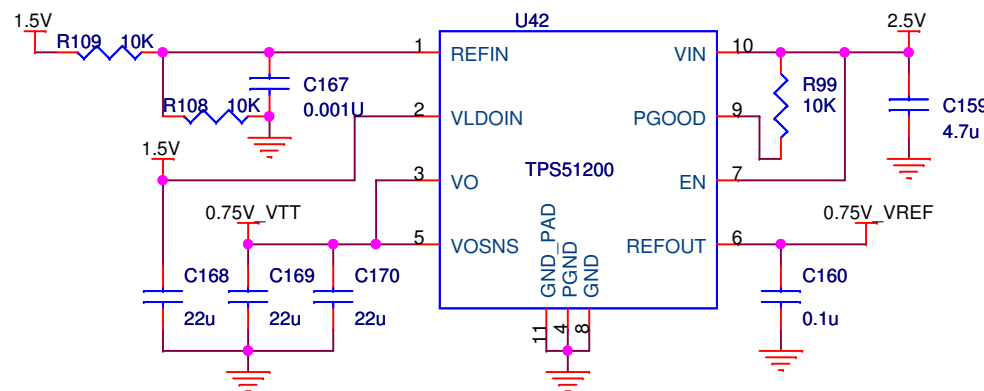 1.5V
R109 10K
1
REFIN
U42
VIN
10
2.5V
C167
0.001U
R108 10K
2
VLDOIN
PGOOD
9
R99
10K
C159
4.7u
1.5V
3
VO
TPS51200
EN
7
0.75V_VTT
5
VOSNS
REFOUT
6
0.75V_VREF
GND_PAD
PGND
GND
C168
22u
C169
22u
C170
22u
11
4
8
C160
0.1u